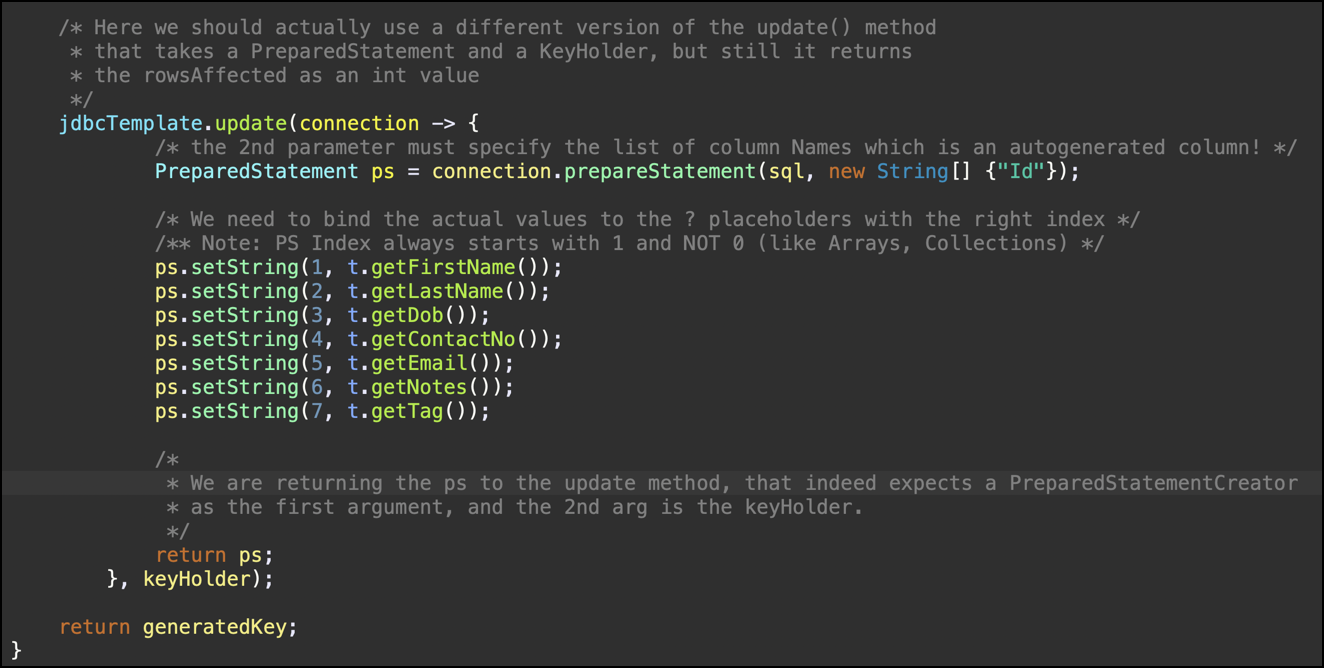 /* Here we should actually use a different version of the update() method
* that takes a PreparedStatement and a KeyHolder, but still it returns
* the rowsAffected as an int value
*/
jdbcTemplate.update(connection -> {
/* the 2nd parameter must specify the list of column Names which is an autogenerated column! */
PreparedStatement ps = connection.prepareStatement(sql, new String[] {"Id"});
/* We need to bind the actual values to the ? placeholders with the right index */
/** Note: PS Index always starts with 1 and NOT 0 (like Arrays, Collections) */
ps.setString(1, t.getFirstName());
ps.setString(2, t.getLastName());
ps.setString(3, t.getDob());
ps.setString(4, t.getContactNo());
ps.setString(5, t.getEmail());
ps.setString(6, t.getNotes());
ps.setString(7, t.getTag());
/*
* We are returning the ps to the update method, that indeed expects a PreparedStatementCreator
* as the first argument, and the 2nd arg is the keyHolder.
*/
return ps;
}, keyHolder);
return generatedKey;
}